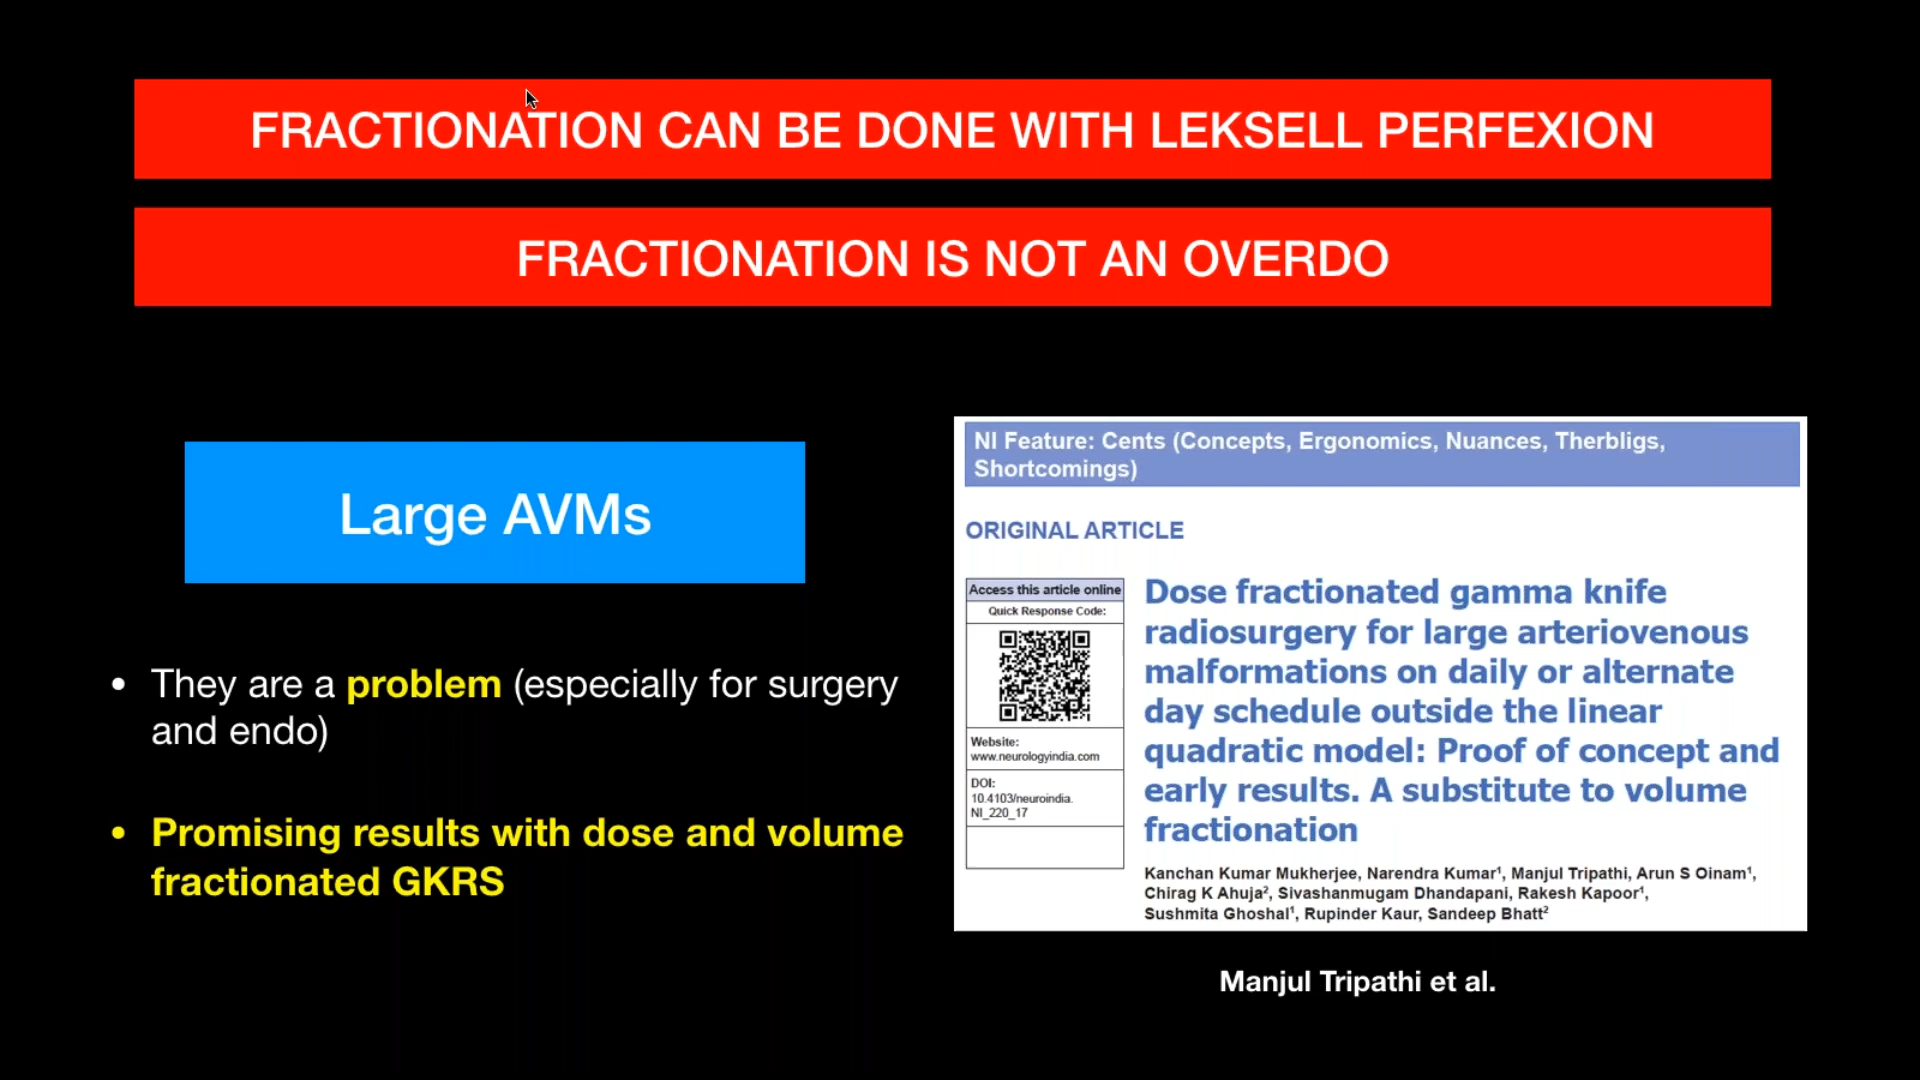 FRACTIONATION CAN BE DONE WITH LEKSELL PERFEXION
FRACTIONATION IS NOT AN OVERDO
Large AVMs
• They are a problem (especially for surgery
and endo)
• Promising results with dose and volume
fractionated GKRS
NI Feature: Cents (Concepts, Ergonomics, Nuances, Therbligs,
Shortcomings)
ORIGINAL ARTICLE
Access this article online
Quick Response Code:
Website:
www.neurologyindia.com
DOI:
10.4103/neuroindia.
NI_220_17
Dose fractionated gamma knife
radiosurgery for large arteriovenous
malformations on daily or alternate
day schedule outside the linear
quadratic model: Proof of concept and
early results. A substitute to volume
fractionation
Kanchan Kumar Mukherjee, Narendra Kumar¹, Manjul Tripathi, Arun S Oinam¹,
Chirag K Ahuja², Sivashanmugam Dhandapani, Rakesh Kapoor¹,
Sushmita Ghoshal¹, Rupinder Kaur, Sandeep Bhatt²
Manjul Tripathi et al.